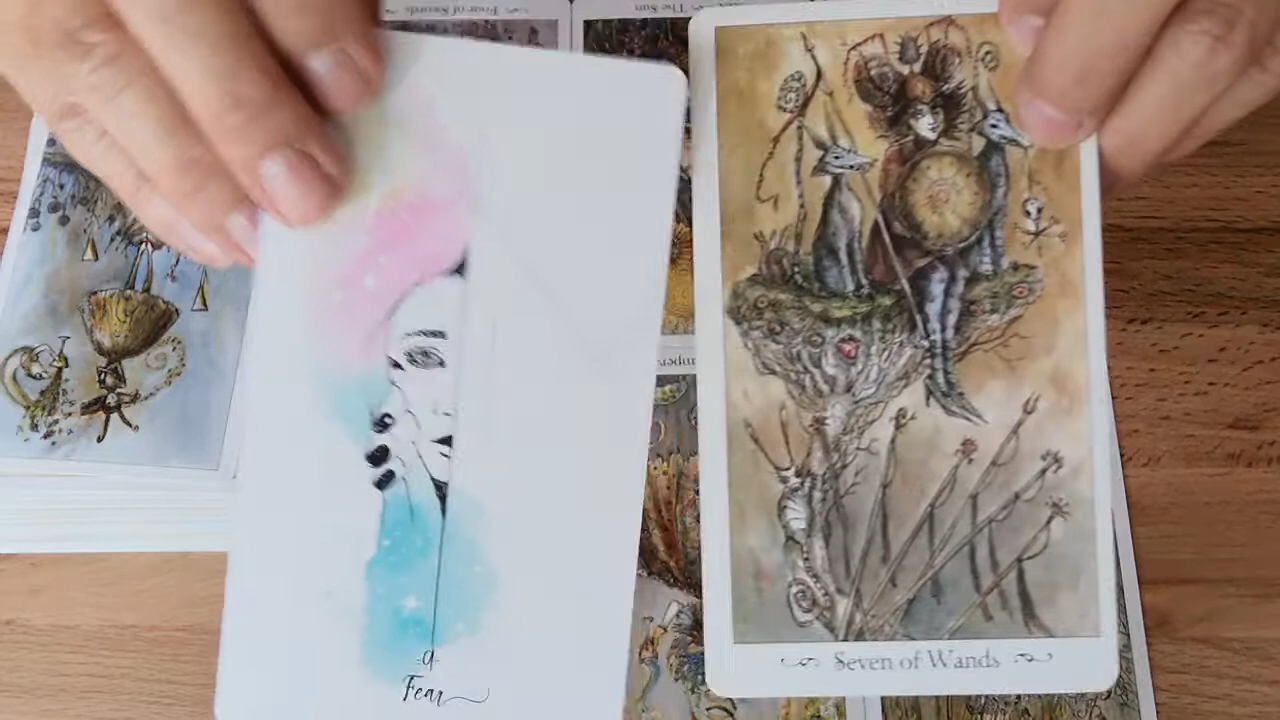 Four of Swords
The Sun
Seven of Wands
-9-
Fear